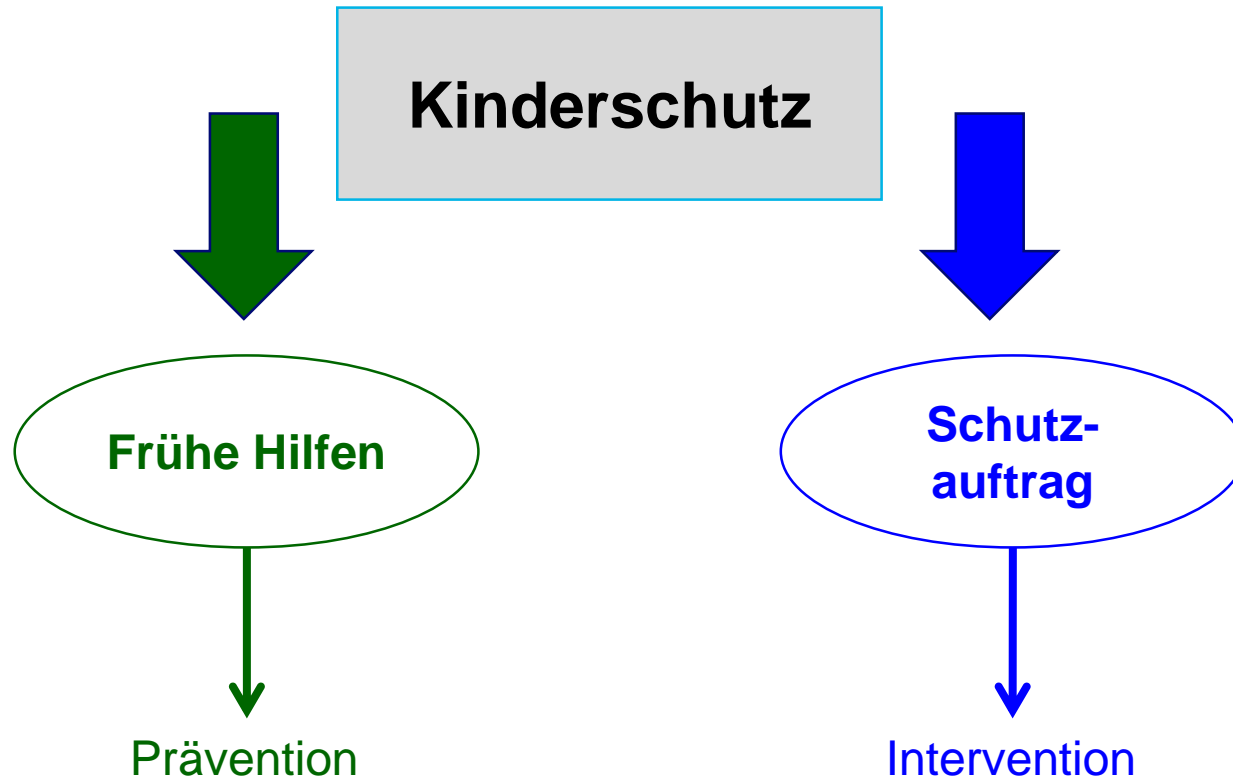 Kinderschutz
Frühe Hilfen
Schutz-
auftrag
Prävention
Intervention